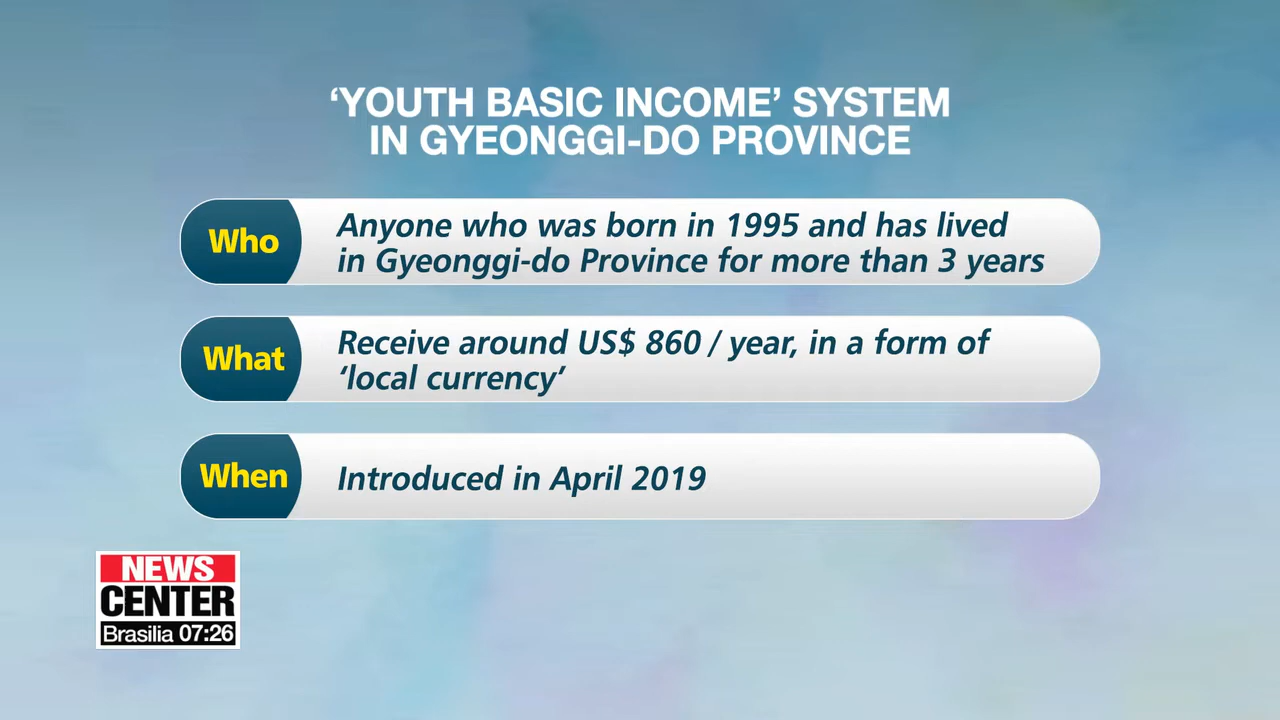 ‘YOUTH BASIC INCOME’ SYSTEM
IN GYEONGGI-DO PROVINCE
Who
Anyone who was born in 1995 and has lived
in Gyeonggi-do Province for more than 3 years
What
Receive around US$ 860 / year, in a form of
‘local currency’
When
Introduced in April 2019
NEWS
CENTER
Brasilia 07:26